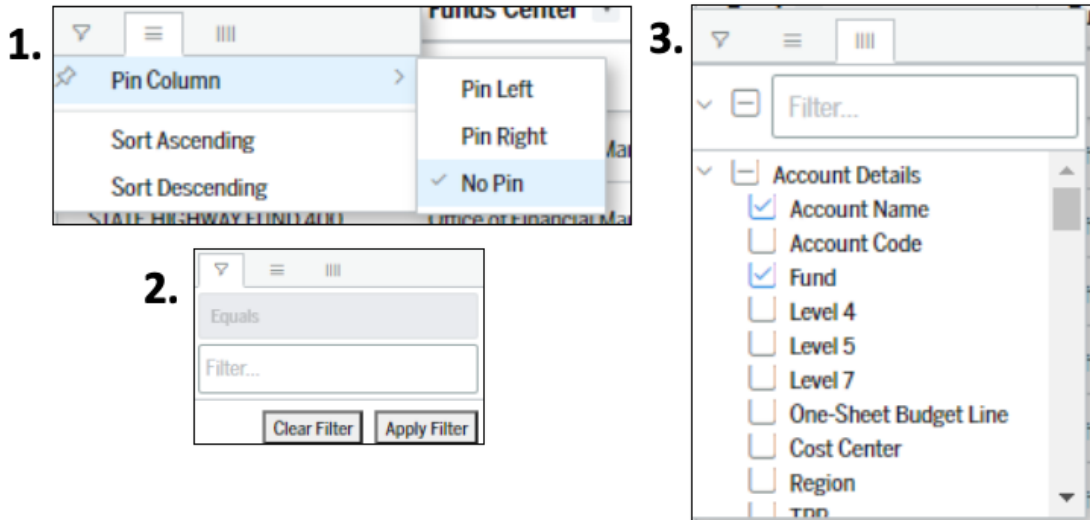 1.
Funds Center
Pin Column
Sort Ascending
Sort Descending
Pin Left
Pin Right
No Pin
STATE HIGHWAY FUND 400
Office of Financial Mar
2.
Equals
Filter...
Clear Filter
Apply Filter
3.
Filter...
Account Details
Account Name
Account Code
Fund
Level 4
Level 5
Level 7
One-Sheet Budget Line
Cost Center
Region
TPP